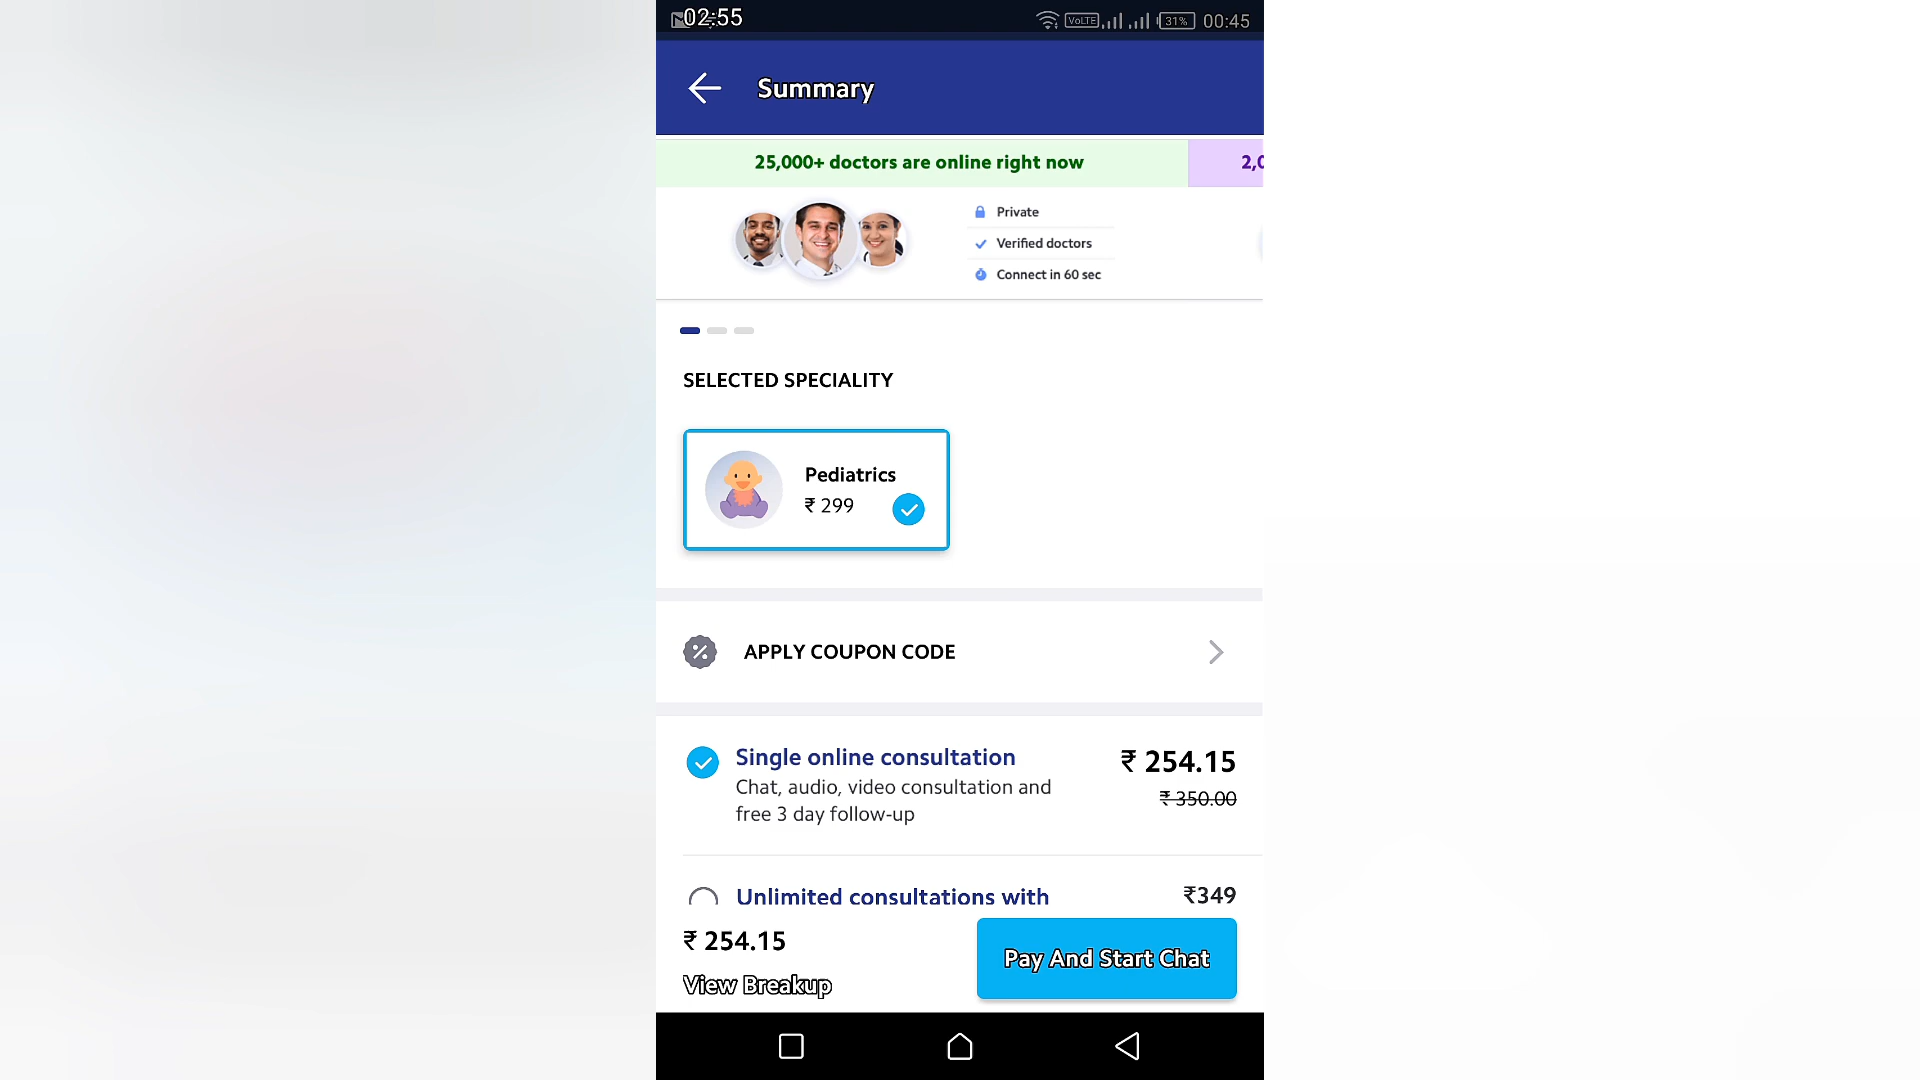 02:55
VoLTE 31% 00:45
Summary
25,000+ doctors are online right now
2,0
Private
Verified doctors
Connect in 60 sec
SELECTED SPECIALITY
Pediatrics
₹ 299
APPLY COUPON CODE
Single online consultation
₹ 254.15
Chat, audio, video consultation and
free 3 day follow-up
₹ 350.00
Unlimited consultations with
₹349
₹ 254.15
View Breakup
Pay And Start Chat